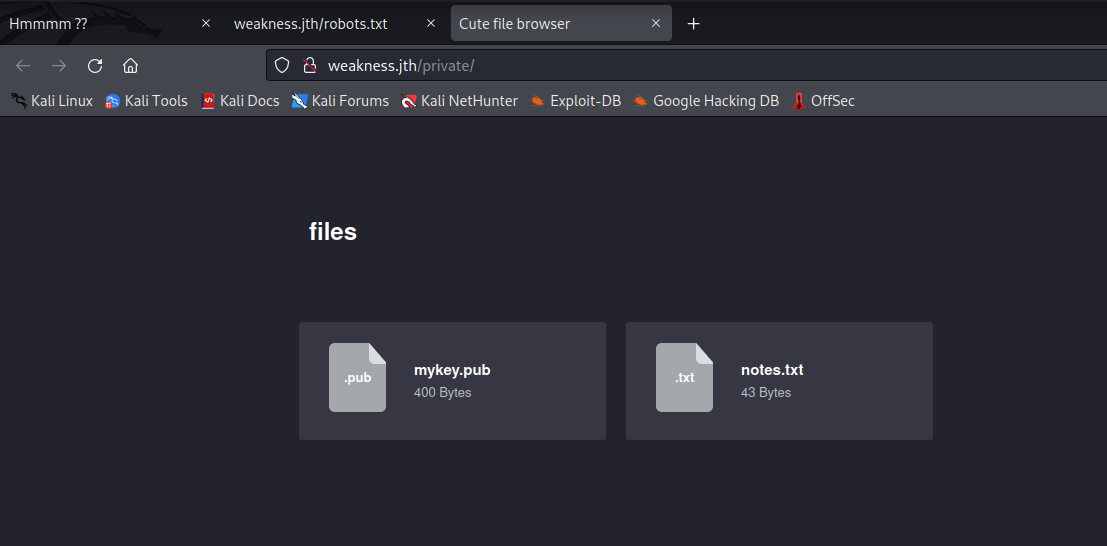 Hmmmm ??
weakness.jth/robots.txt
Cute file browser
weakness.jth/private/
Kali Linux
Kali Tools
Kali Docs
Kali Forums
Kali NetHunter
Exploit-DB
Google Hacking DB
OffSec
files
.pub
mykey.pub
400 Bytes
.txt
notes.txt
43 Bytes